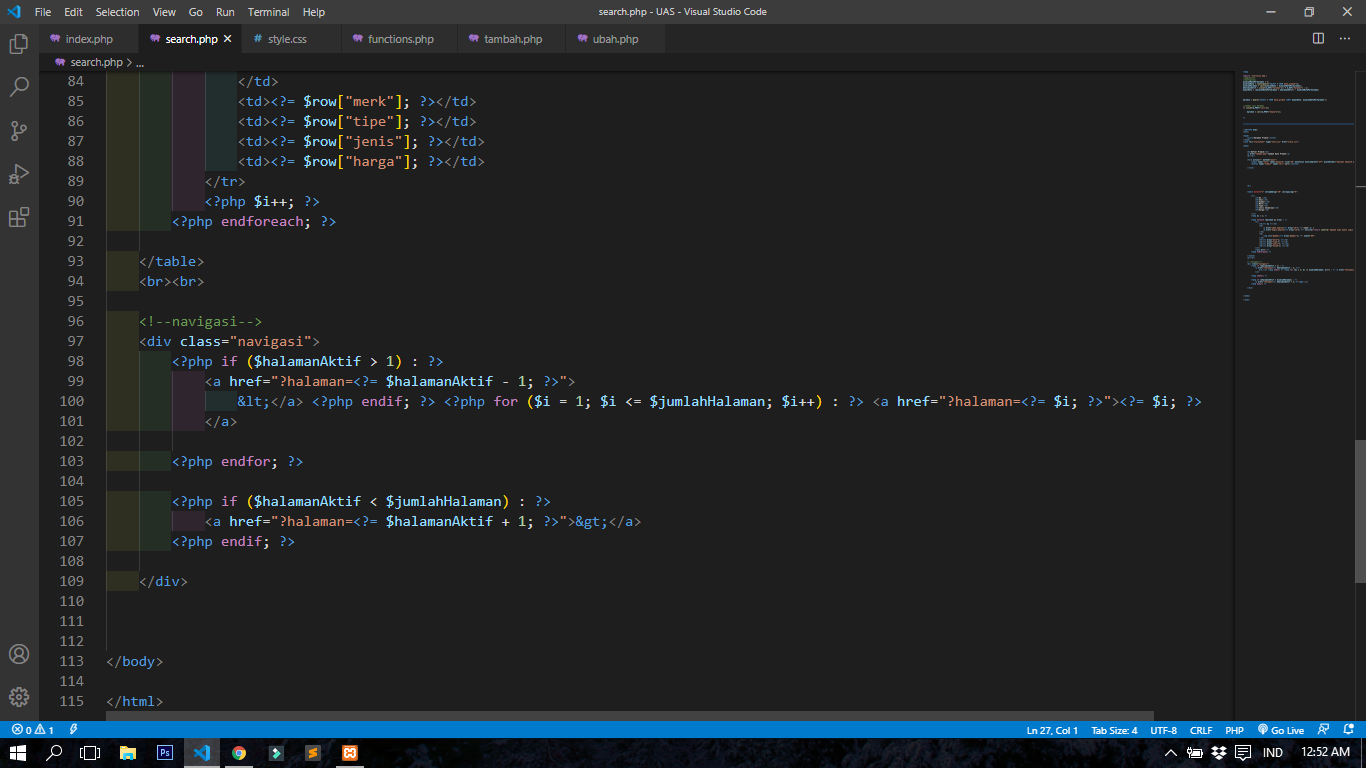 File Edit Selection View Go Run Terminal Help search.php - UAS - Visual Studio Code
index.php search.php style.css functions.php tambah.php ubah.php
search.php > ...
84 </td>
85 <td><?= $row["merk"]; ?></td>
86 <td><?= $row["tipe"]; ?></td>
87 <td><?= $row["jenis"]; ?></td>
88 <td><?= $row["harga"]; ?></td>
89 </tr>
90 <?php $i++; ?>
91 <?php endforeach; ?>
92
93 </table>
94 <br><br>
95
96 <!--navigasi-->
97 <div class="navigasi">
98 <?php if ($halamanAktif > 1) : ?>
99 <a href="?halaman=<?= $halamanAktif - 1; ?>">
100 &lt;</a> <?php endif; ?> <?php for ($i = 1; $i <= $jumlahHalaman; $i++) : ?> <a href="?halaman=<?= $i; ?>"><?= $i; ?>
101 </a>
102
103 <?php endfor; ?>
104
105 <?php if ($halamanAktif < $jumlahHalaman) : ?>
106 <a href="?halaman=<?= $halamanAktif + 1; ?>">&gt;</a>
107 <?php endif; ?>
108
109 </div>
110
111
112
113 </body>
114
115 </html>
0 1 Ln 27, Col 1 Tab Size: 4 UTF-8 CRLF PHP Go Live
Ps IND 12:52 AM